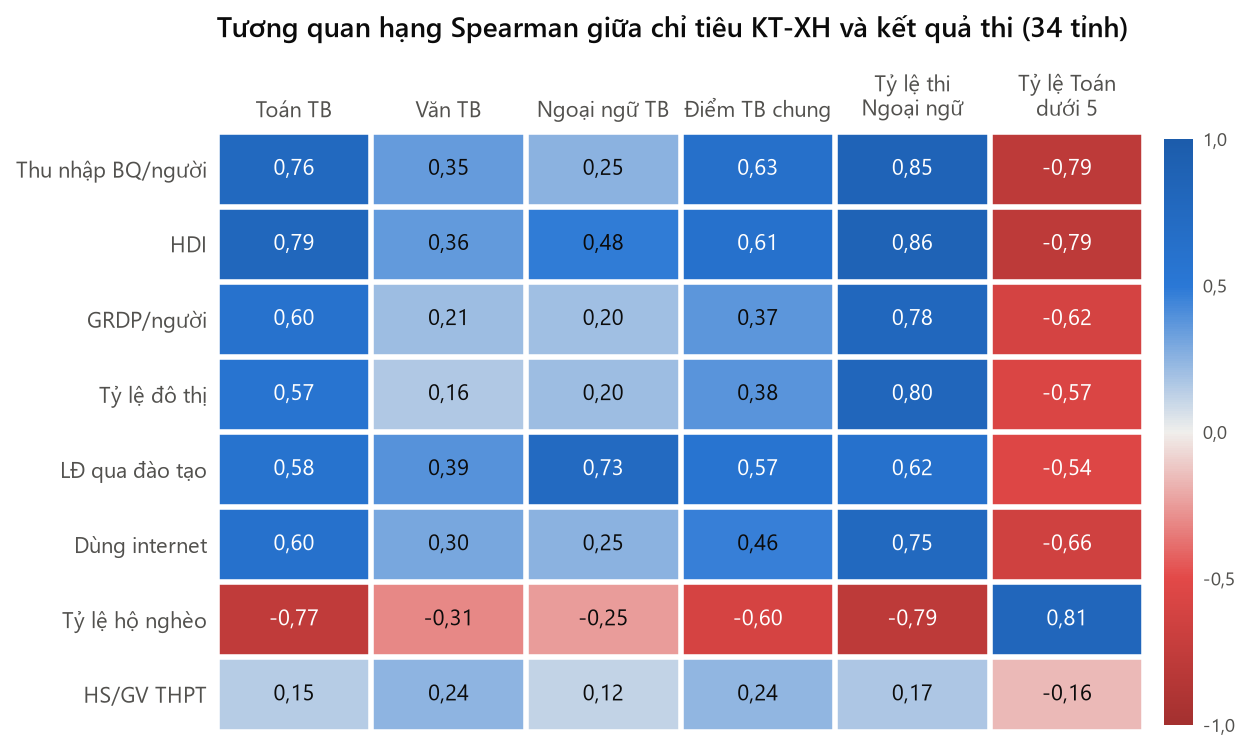 Tương quan hạng Spearman giữa chỉ tiêu KT-XH và kết quả thi (34 tỉnh)
Toán TB Văn TB Ngoại ngữ TB Điểm TB chung Tỷ lệ thi Ngoại ngữ Tỷ lệ Toán dưới 5
Thu nhập BQ/người 0,76 0,35 0,25 0,63 0,85 -0,79
HDI 0,79 0,36 0,48 0,61 0,86 -0,79
GRDP/người 0,60 0,21 0,20 0,37 0,78 -0,62
Tỷ lệ đô thị 0,57 0,16 0,20 0,38 0,80 -0,57
LĐ qua đào tạo 0,58 0,39 0,73 0,57 0,62 -0,54
Dùng internet 0,60 0,30 0,25 0,46 0,75 -0,66
Tỷ lệ hộ nghèo -0,77 -0,31 -0,25 -0,60 -0,79 0,81
HS/GV THPT 0,15 0,24 0,12 0,24 0,17 -0,16
1,0
0,5
0,0
-0,5
-1,0